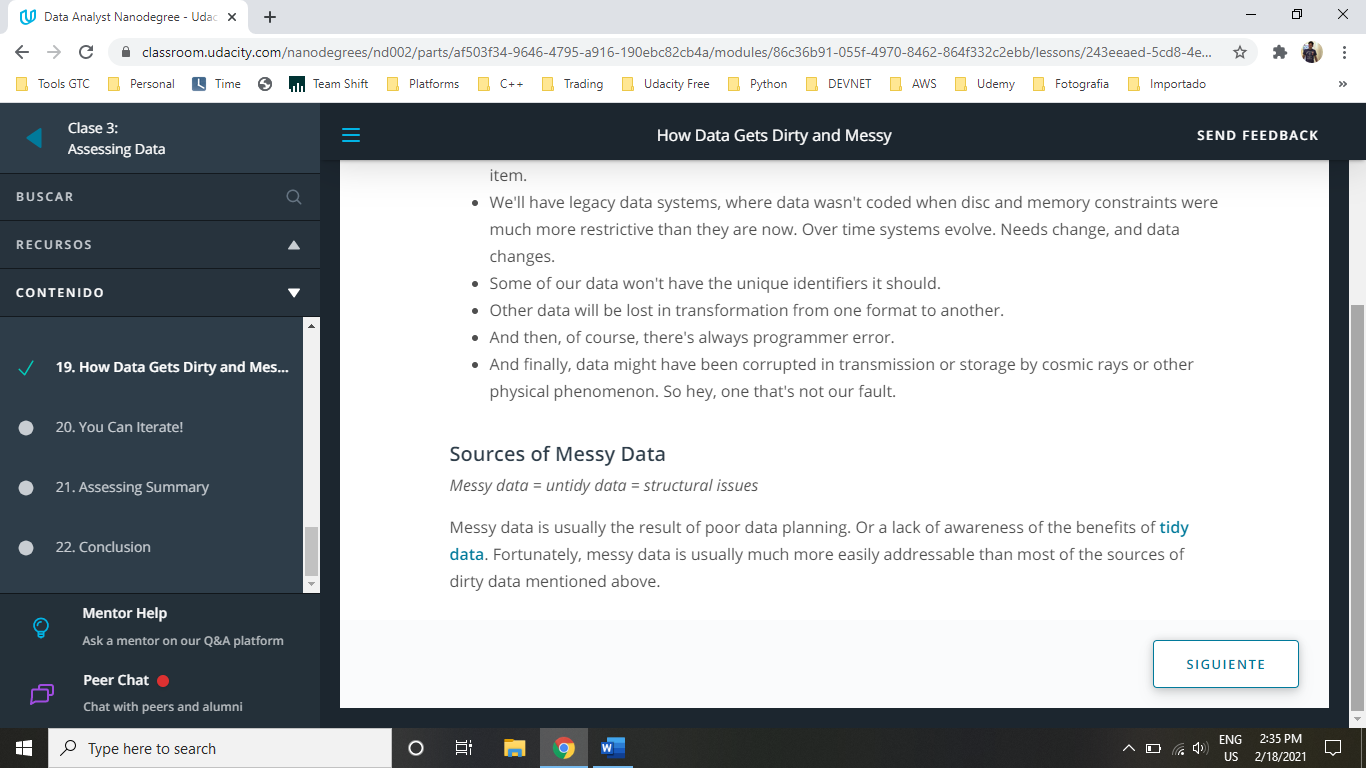 Data Analyst Nanodegree - Udac
classroom.udacity.com/nanodegrees/nd002/parts/af503f34-9646-4795-a916-190ebc82cb4a/modules/86c36b91-055f-4970-8462-864f332c2ebb/lessons/243eeaed-5cd8-4e...
Tools GTC Personal Time Team Shift Platforms C++ Trading Udacity Free Python DEVNET AWS Udemy Fotografia Importado »
Clase 3:
Assessing Data
BUSCAR
RECURSOS
CONTENIDO
19. How Data Gets Dirty and Mes...
20. You Can Iterate!
21. Assessing Summary
22. Conclusion
Mentor Help
Ask a mentor on our Q&A platform
Peer Chat
Chat with peers and alumni
How Data Gets Dirty and Messy
SEND FEEDBACK
item.
• We'll have legacy data systems, where data wasn't coded when disc and memory constraints were
much more restrictive than they are now. Over time systems evolve. Needs change, and data
changes.
• Some of our data won't have the unique identifiers it should.
• Other data will be lost in transformation from one format to another.
• And then, of course, there's always programmer error.
• And finally, data might have been corrupted in transmission or storage by cosmic rays or other
physical phenomenon. So hey, one that's not our fault.
Sources of Messy Data
Messy data = untidy data = structural issues
Messy data is usually the result of poor data planning. Or a lack of awareness of the benefits of tidy
data. Fortunately, messy data is usually much more easily addressable than most of the sources of
dirty data mentioned above.
SIGUIENTE
Type here to search
ENG
US
2:35 PM
2/18/2021